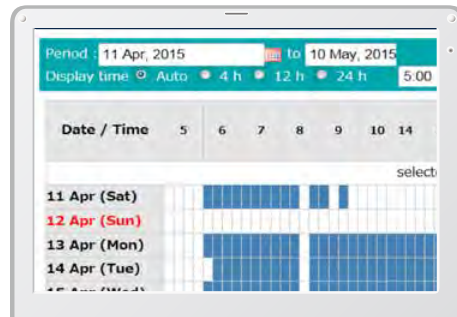 Period : 11 Apr, 2015 to 10 May, 2015
Display time Auto 4 h 12 h 24 h 5:00
Date / Time 5 6 7 8 9 10 14
11 Apr (Sat)
12 Apr (Sun)
13 Apr (Mon)
14 Apr (Tue)